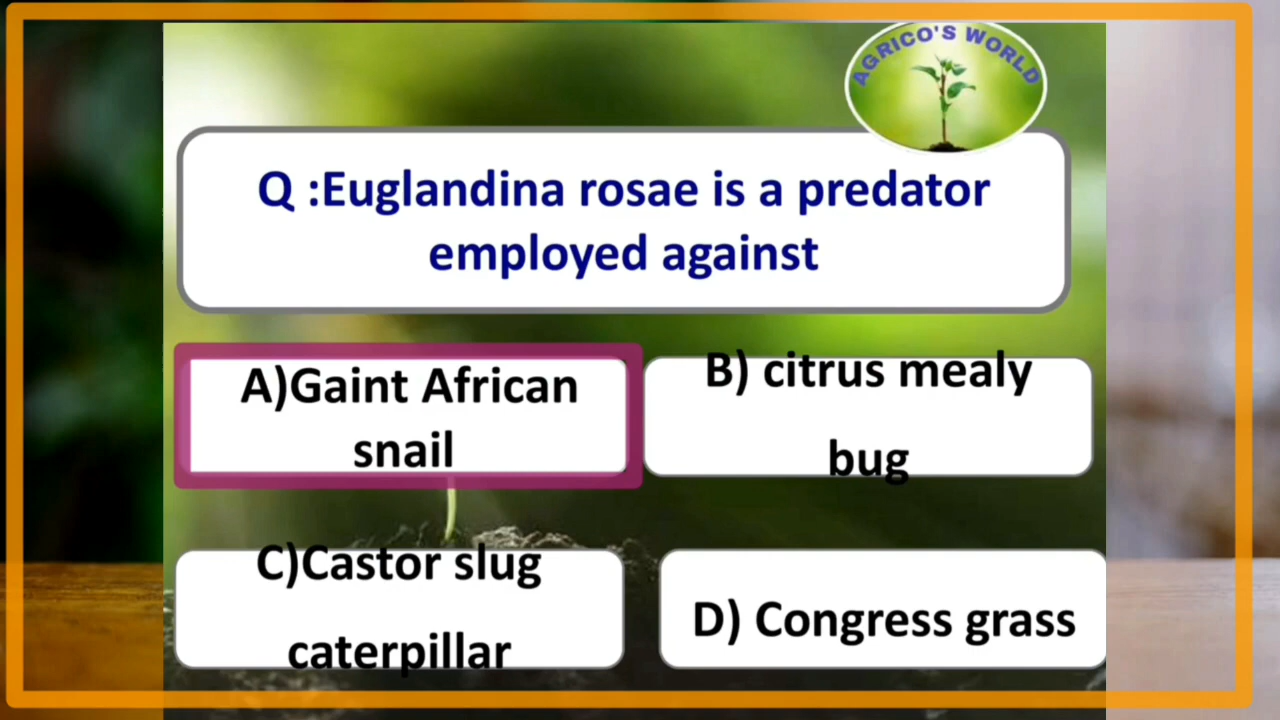 AGRICO'S WORLD
Q :Euglandina rosae is a predator
employed against
A)Gaint African
snail
B) citrus mealy
bug
C)Castor slug
caterpillar
D) Congress grass